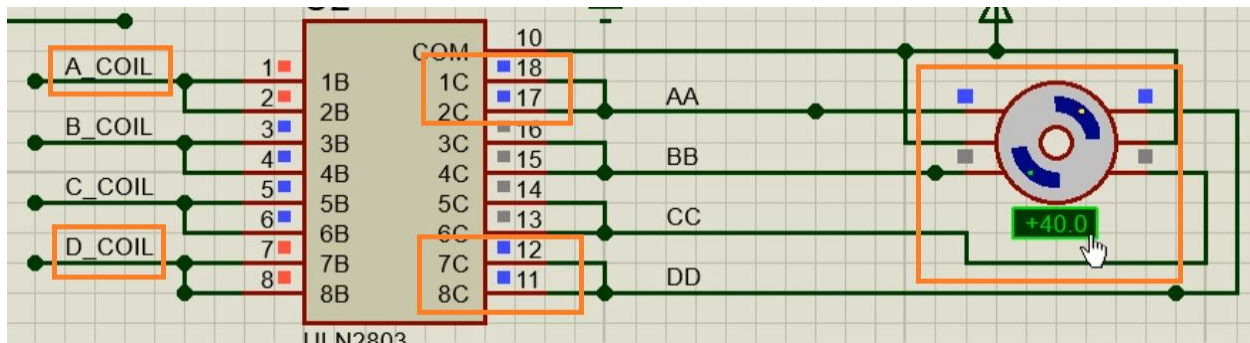 COM
10
A_COIL
1
1B
1C
18
2
2B
2C
17
AA
B_COIL
3
3B
3C
16
4
4B
4C
15
BB
C_COIL
5
5B
5C
14
6
6B
6C
13
CC
D_COIL
7
7B
7C
12
8
8B
8C
11
DD
+40.0
ULN2803